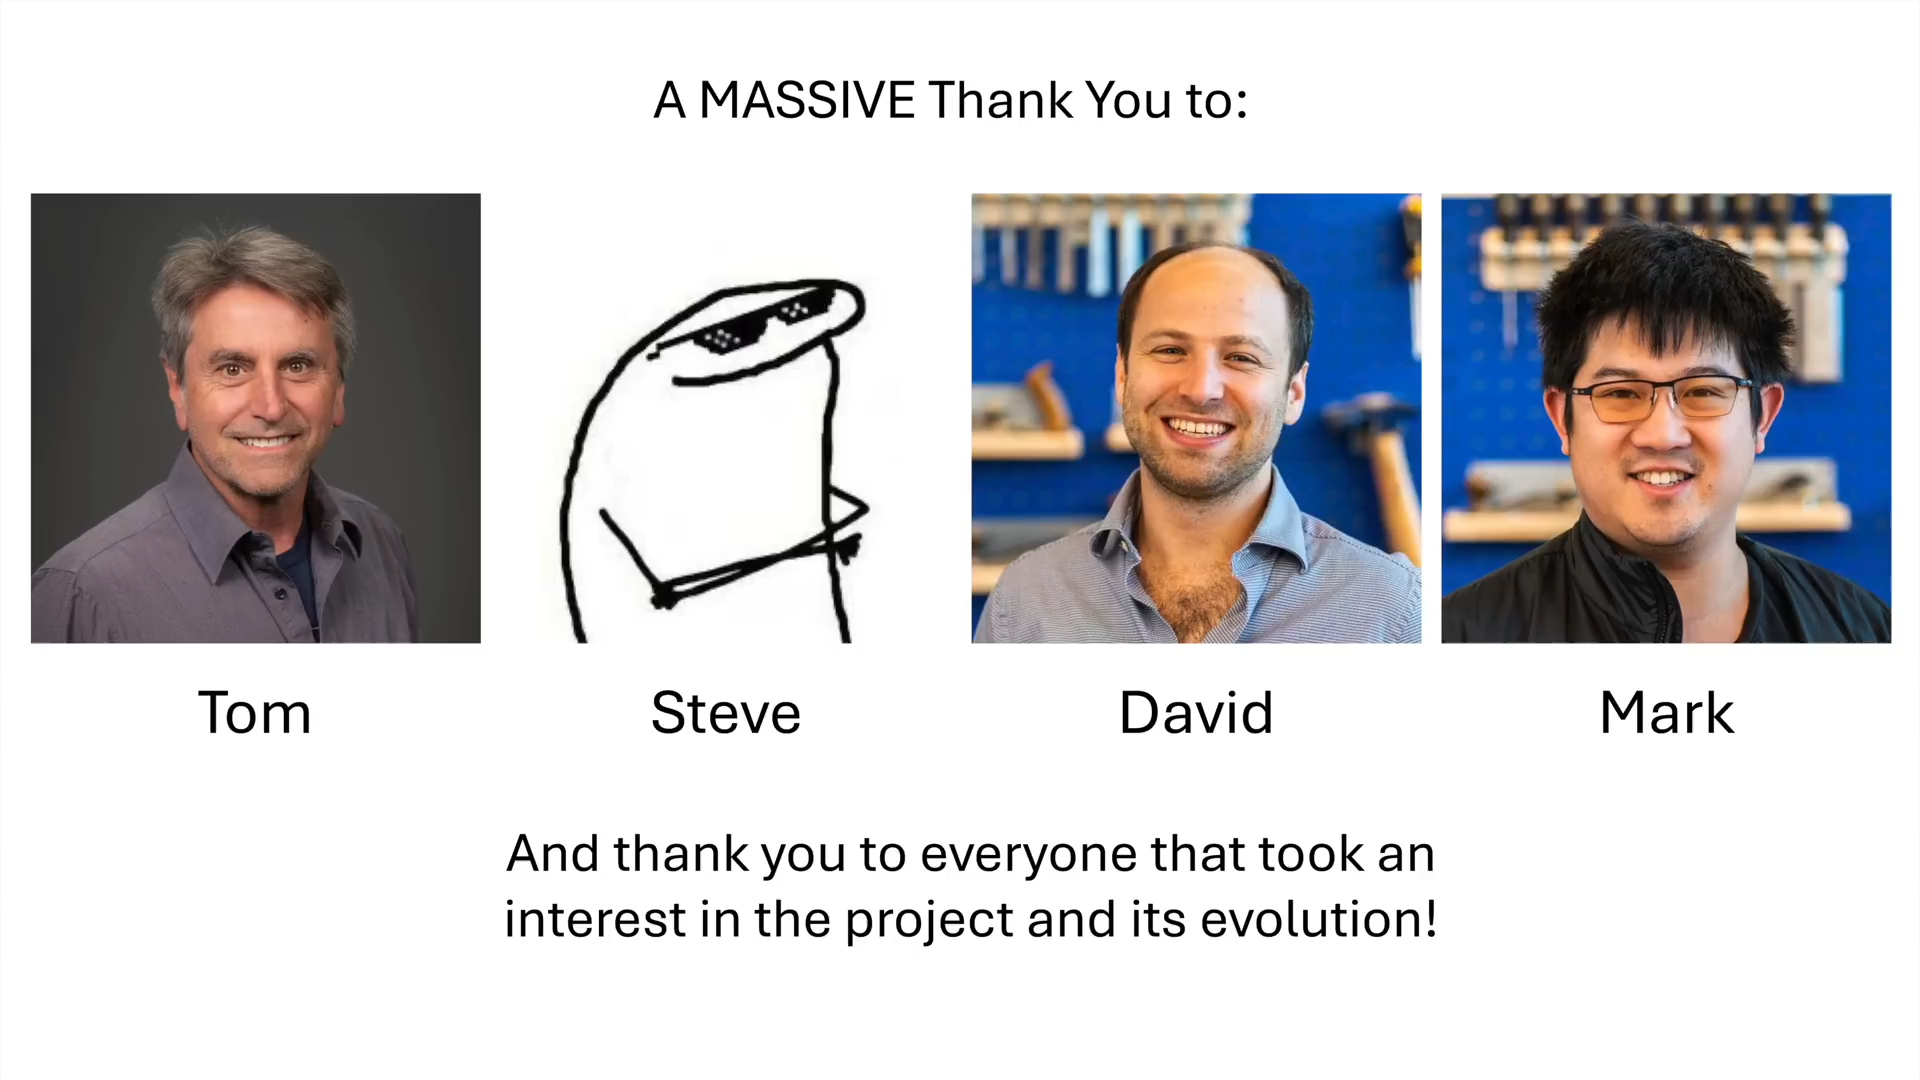 A MASSIVE Thank You to:
Tom
Steve
David
Mark
And thank you to everyone that took an
interest in the project and its evolution!